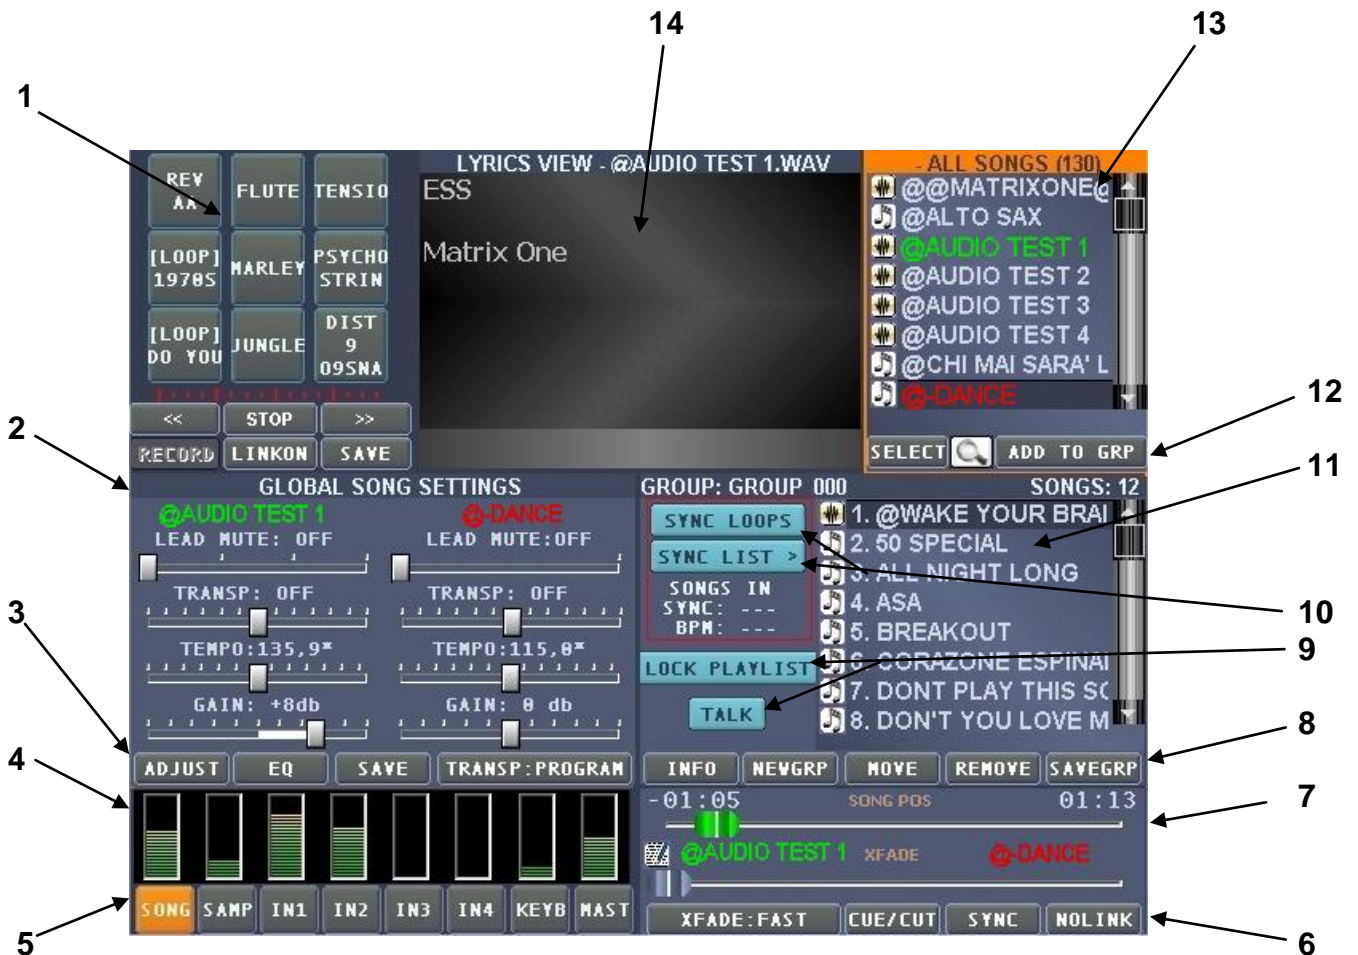 14
13
1
LYRICS VIEW - @AUDIO TEST 1.WAV
- ALL SONGS (130)
REV AA
FLUTE
TENSIO
[LOOP] 1970S
MARLEY
PSYCHO STRIN
[LOOP] DO YOU
JUNGLE
DIST 9 09SNA
<<
STOP
>>
RECORD
LINKON
SAVE
ESS
Matrix One
@@MATRIXONE@
@ALTO SAX
@AUDIO TEST 1
@AUDIO TEST 2
@AUDIO TEST 3
@AUDIO TEST 4
@CHI MAI SARA' L
@-DANCE
SELECT
ADD TO GRP
12
2
11
GLOBAL SONG SETTINGS
@AUDIO TEST 1
@-DANCE
LEAD MUTE: OFF
LEAD MUTE:OFF
TRANSP: OFF
TRANSP: OFF
TEMPO:135,9*
TEMPO:115,0*
GAIN: +8db
GAIN: 0 db
3
ADJUST
EQ
SAVE
TRANSP:PROGRAM
GROUP: GROUP 000
SONGS: 12
SYNC LOOPS
SYNC LIST >
SONGS IN
SYNC: ---
BPM: ---
LOCK PLAYLIST
TALK
1. @WAKE YOUR BRAI
2. 50 SPECIAL
3. ALL NIGHT LONG
4. ASA
5. BREAKOUT
6. CORAZONE ESPINAI
7. DONT PLAY THIS SO
8. DON'T YOU LOVE M
10
9
8
INFO
NEWGRP
MOVE
REMOVE
SAVEGRP
4
7
-01:05
SONG POS
01:13
@AUDIO TEST 1
XFADE
@-DANCE
5
SONG
SAMP
IN1
IN2
IN3
IN4
KEYB
MAST
XFADE:FAST
CUE/CUT
SYNC
NOLINK
6